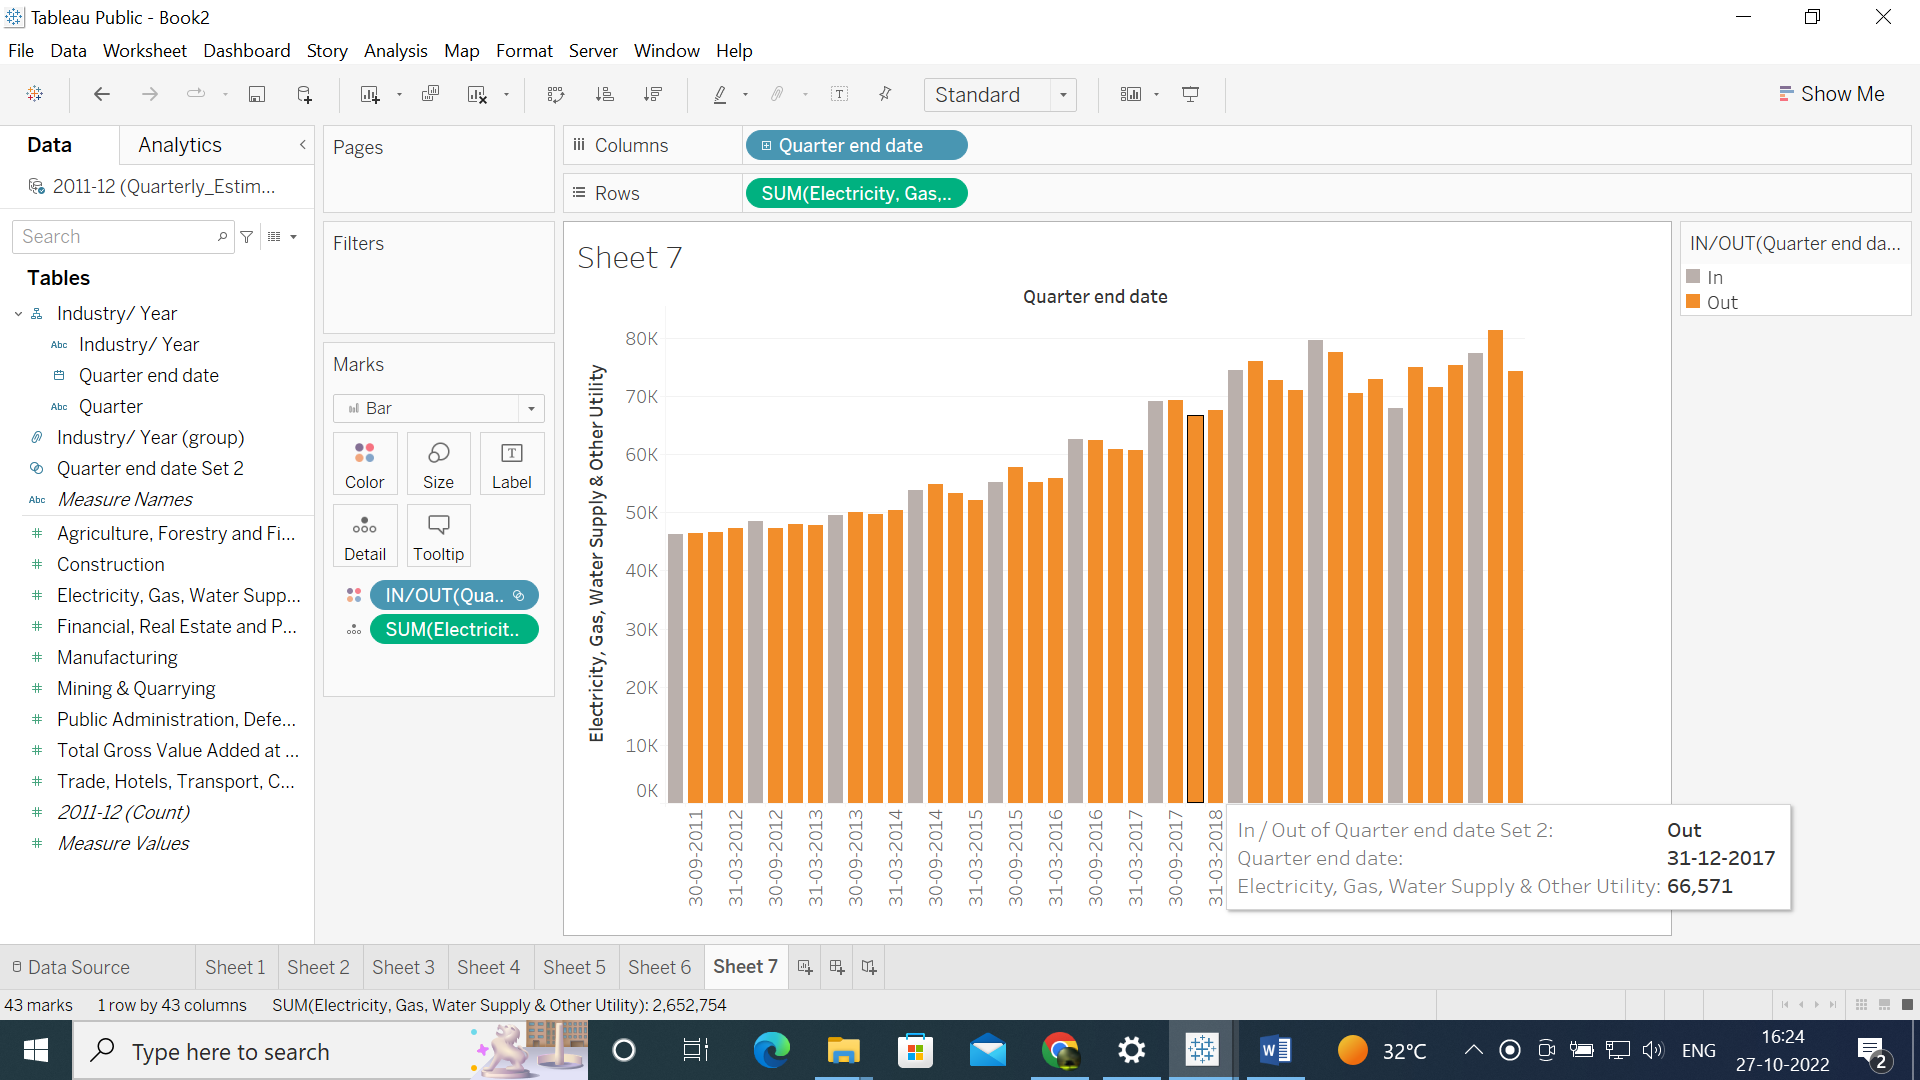 Tableau Public - Book2
File Data Worksheet Dashboard Story Analysis Map Format Server Window Help
Standard
Show Me
Data
Analytics
2011-12 (Quarterly_Estim...
Search
Tables
Industry/ Year
Abc Industry/ Year
Quarter end date
Abc Quarter
Industry/ Year (group)
Quarter end date Set 2
Abc Measure Names
# Agriculture, Forestry and Fi...
# Construction
# Electricity, Gas, Water Supp...
# Financial, Real Estate and P...
# Manufacturing
# Mining & Quarrying
# Public Administration, Defe...
# Total Gross Value Added at ...
# Trade, Hotels, Transport, C...
# 2011-12 (Count)
# Measure Values
Pages
Filters
Marks
Bar
Color
Size
Label
Detail
Tooltip
IN/OUT(Qua..
SUM(Electricit..
Columns
Quarter end date
Rows
SUM(Electricity, Gas,..
Sheet 7
Quarter end date
Electricity, Gas, Water Supply & Other Utility
80K
70K
60K
50K
40K
30K
20K
10K
0K
30-09-2011
31-03-2012
30-09-2012
31-03-2013
30-09-2013
31-03-2014
30-09-2014
31-03-2015
30-09-2015
31-03-2016
30-09-2016
31-03-2017
30-09-2017
31-03-2018
In / Out of Quarter end date Set 2: Out
Quarter end date: 31-12-2017
Electricity, Gas, Water Supply & Other Utility: 66,571
IN/OUT(Quarter end da...
In
Out
Data Source
Sheet 1
Sheet 2
Sheet 3
Sheet 4
Sheet 5
Sheet 6
Sheet 7
43 marks
1 row by 43 columns
SUM(Electricity, Gas, Water Supply & Other Utility): 2,652,754
Type here to search
32°C
ENG
16:24
27-10-2022
2